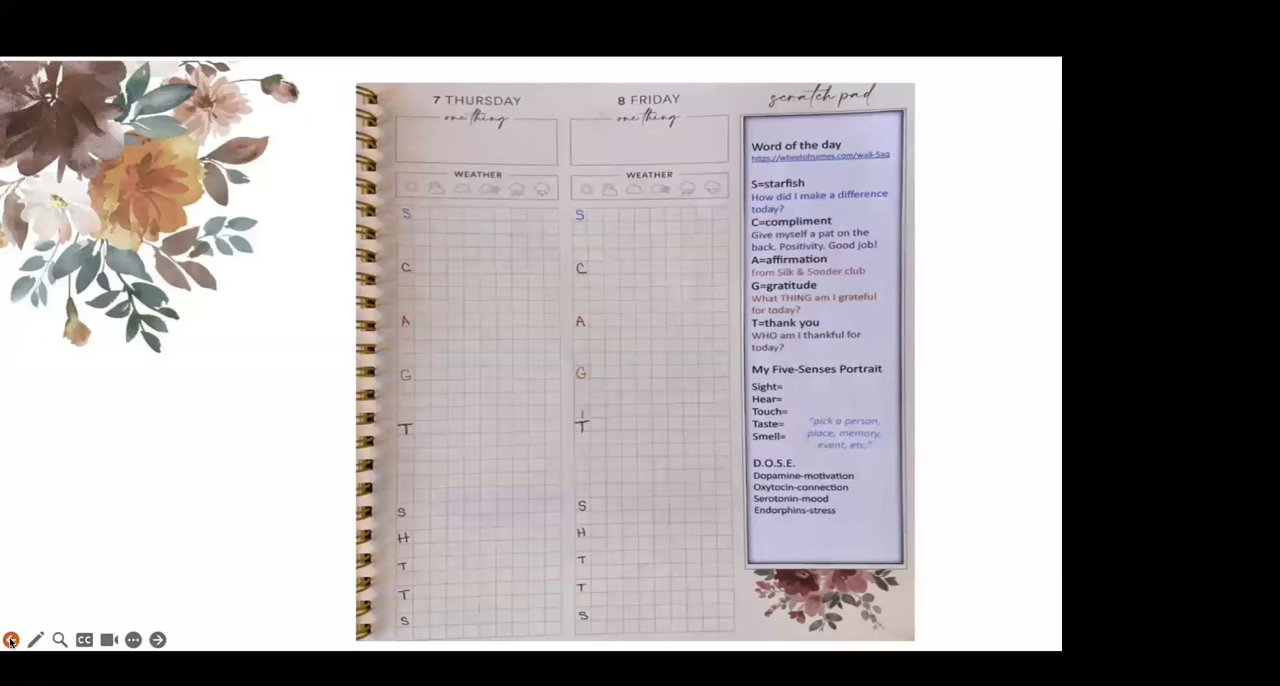 7 THURSDAY
one thing
WEATHER
S
C
A
G
T
S
H
T
T
S
8 FRIDAY
one thing
WEATHER
S
C
A
G
T
S
H
T
T
S
scratch pad
Word of the day
S=starfish
How did I make a difference
today?
C=compliment
Give myself a pat on the
back. Positivity. Good job!
A=affirmation
from Silk & Sonder club
G=gratitude
What THING am I grateful
for today?
T=thank you
WHO am I thankful for
today?
My Five-Senses Portrait
Sight=
Hear=
Touch=
Taste=
Smell=
"pick a person,
place, memory,
event, etc."
D.O.S.E.
Dopamine-motivation
Oxytocin-connection
Serotonin-mood
Endorphins-stress
CC